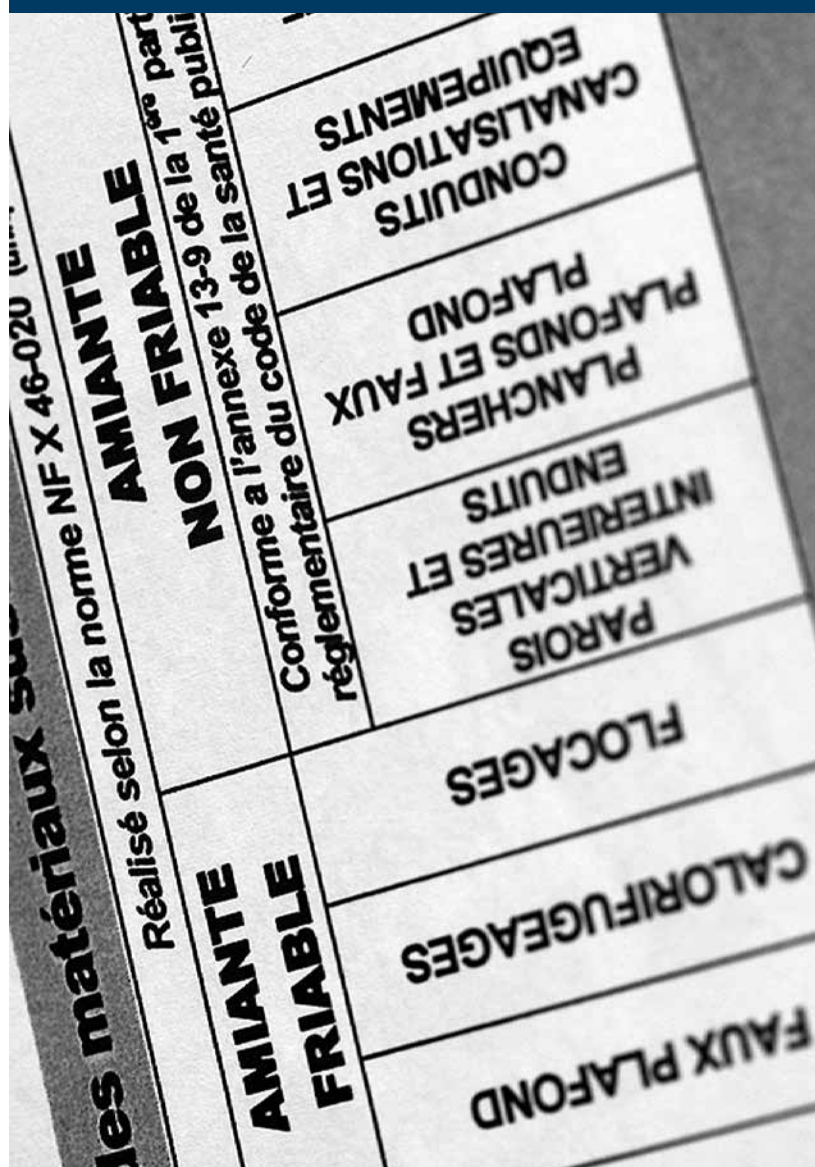 des matériaux
Réalisé selon la norme NF X 46-020
AMIANTE
FRIABLE
AMIANTE
NON FRIABLE
Conforme a l'annexe 13-9 de la 1ère part
réglementaire du code de la santé publi
FAUX PLAFOND
CALORIFUGEAGES
FLOCAGES
PAROIS
VERTICALES
INTERIEURES ET
ENDUITS
PLANCHERS
PLAFONDS ET FAUX
PLAFOND
CONDUITS
CANALISATIONS ET
EQUIPEMENTS